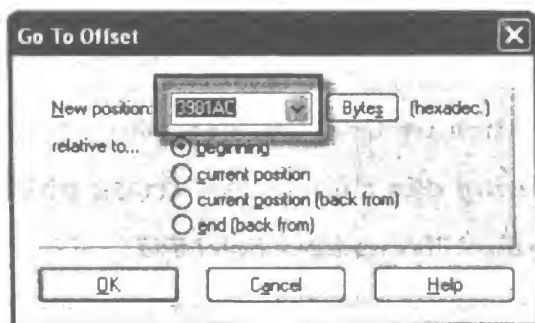 Go To Offset
New position: 3981AC Bytes (hexadec.)
relative to... beginning
current position
current position (back from)
end (back from)
OK Cancel Help